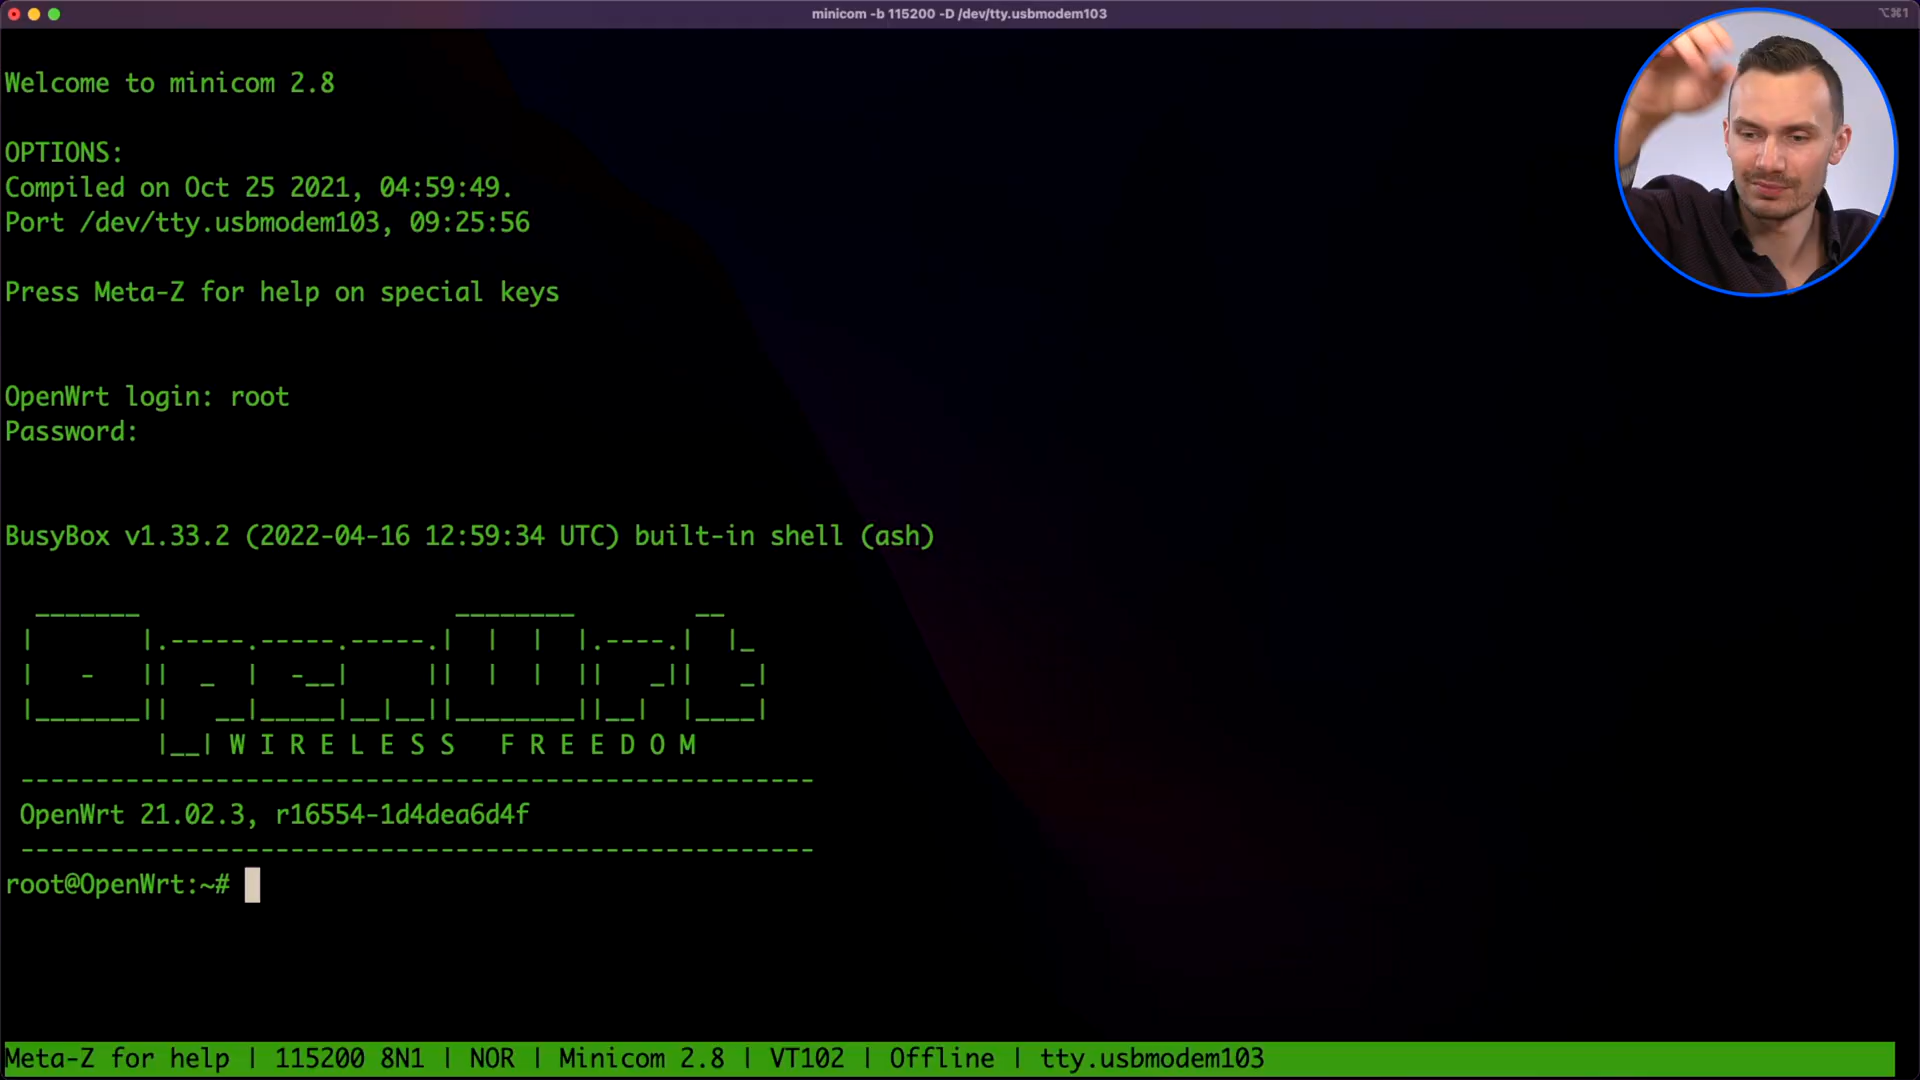 minicom -b 115200 -D /dev/tty.usbmodem103
⌥⌘1
Welcome to minicom 2.8
OPTIONS:
Compiled on Oct 25 2021, 04:59:49.
Port /dev/tty.usbmodem103, 09:25:56
Press Meta-Z for help on special keys
OpenWrt login: root
Password:
BusyBox v1.33.2 (2022-04-16 12:59:34 UTC) built-in shell (ash)
OpenWrt
W I R E L E S S   F R E E D O M
-----------------------------------------------------
OpenWrt 21.02.3, r16554-1d4dea6d4f
-----------------------------------------------------
root@OpenWrt:~#
Meta-Z for help | 115200 8N1 | NOR | Minicom 2.8 | VT102 | Offline | tty.usbmodem103